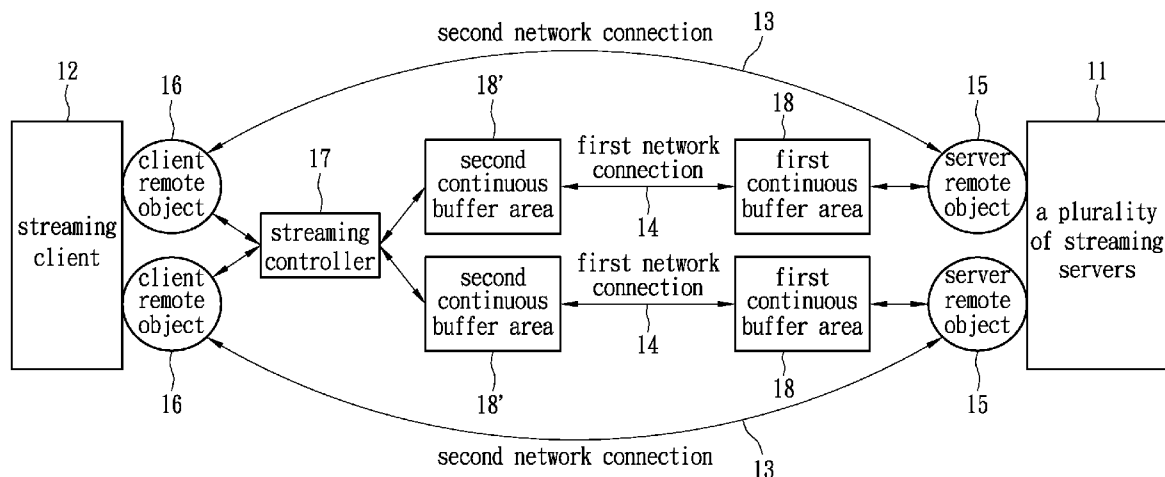 second network connection
13
12
16
18'
18
15
11
client
remote
object
17
second
continuous
buffer area
first network
connection
14
first
continuous
buffer area
server
remote
object
streaming
client
streaming
controller
a plurality
of streaming
servers
client
remote
object
second
continuous
buffer area
first network
connection
14
first
continuous
buffer area
server
remote
object
16
18'
18
15
second network connection
13